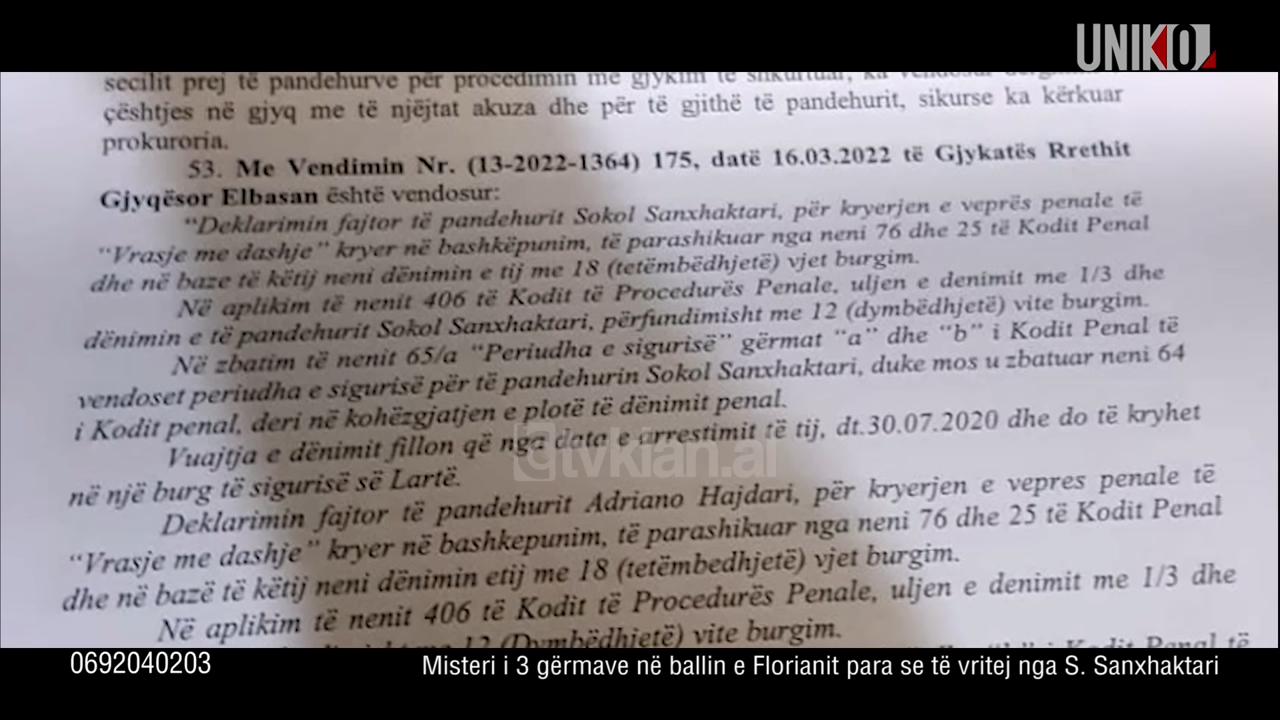 UNIKO
secilit prej të pandehurve për procedimin me gjykim të shkurtuar, ka vendosur
çështjes në gjyq me të njëjtat akuza dhe për të gjithë të pandehurit, sikurse ka kërkuar
prokuroria.
53. Me Vendimin Nr. (13-2022-1364) 175, datë 16.03.2022 të Gjykatës Rrethit
Gjyqësor Elbasan është vendosur:
“Deklarimin fajtor të pandehurit Sokol Sanxhaktari, për kryerjen e veprës penale të
“Vrasje me dashje” kryer në bashkëpunim, të parashikuar nga neni 76 dhe 25 të Kodit Penal
dhe në baze të këtij neni dënimin e tij me 18 (tetëmbëdhjetë) vjet burgim.
Në aplikim të nenit 406 të Kodit të Procedurës Penale, uljen e denimit me 1/3 dhe
dënimin e të pandehurit Sokol Sanxhaktari, përfundimisht me 12 (dymbëdhjetë) vite burgim.
Në zbatim të nenit 65/a “Periudha e sigurisë” gërmat “a” dhe “b” i Kodit Penal të
vendoset periudha e sigurisë për të pandehurin Sokol Sanxhaktari, duke mos u zbatuar neni 64
i Kodit penal, deri në kohëzgjatjen e plotë të dënimit penal.
Vuajtja e dënimit fillon që nga data e arrestimit të tij, dt.30.07.2020 dhe do të kryhet
në një burg të sigurisë së Lartë.
tvklan.al
Deklarimin fajtor të pandehurit Adriano Hajdari, për kryerjen e vepres penale të
“Vrasje me dashje” kryer në bashkepunim, të parashikuar nga neni 76 dhe 25 të Kodit Penal
dhe në bazë të këtij neni dënimin etij me 18 (tetëmbedhjetë) vjet burgim.
Në aplikim të nenit 406 të Kodit të Procedurës Penale, uljen e denimit me 1/3 dhe
12 (Dymbëdhjetë) vite burgim.
i Kodit Penal të
0692040203
Misteri i 3 gërmave në ballin e Florianit para se të vritej nga S. Sanxhaktari